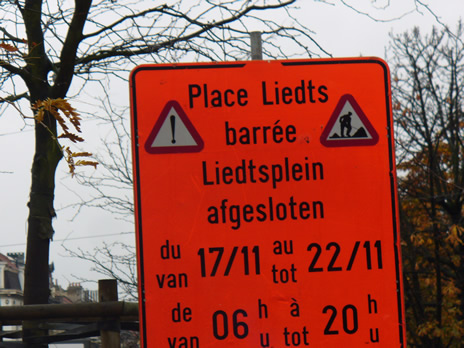 Place Liedts
barrée
Liedtsplein
afgesloten
du van 17/11 au tot 22/11
de van 06 h u à tot 20 h u